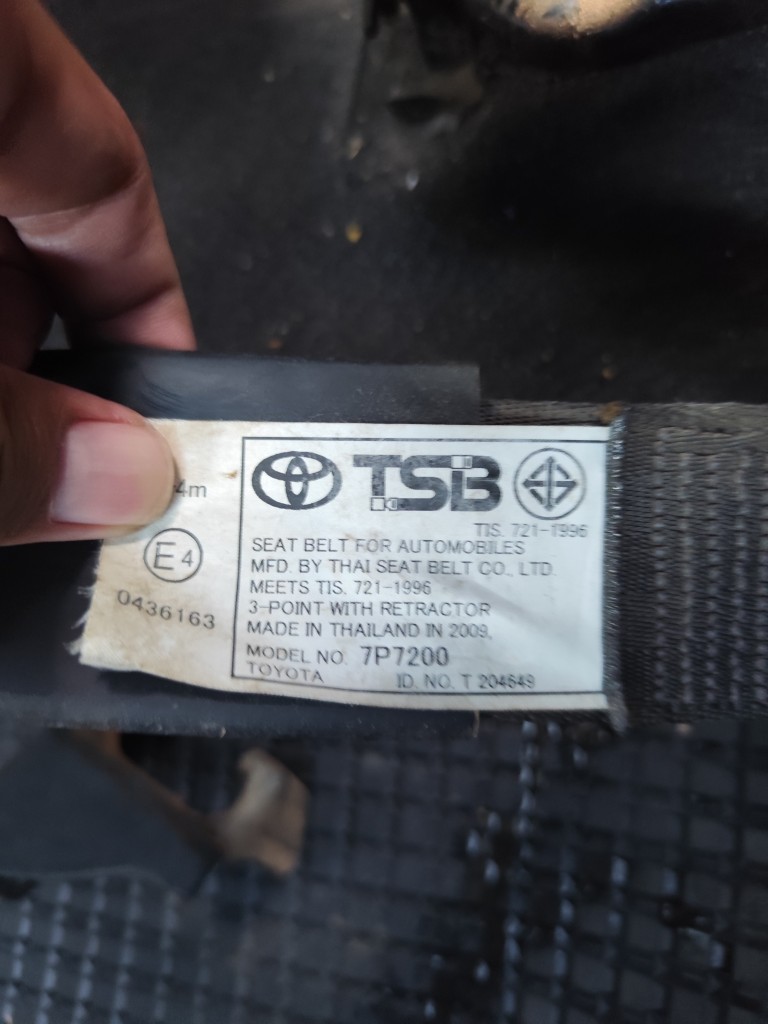 4m
E4
0436163
TSB
TIS. 721-1996
SEAT BELT FOR AUTOMOBILES
MFD. BY THAI SEAT BELT CO., LTD.
MEETS TIS. 721-1996
3-POINT WITH RETRACTOR
MADE IN THAILAND IN 2009.
MODEL NO. 7P7200
TOYOTA ID. NO. T 204649